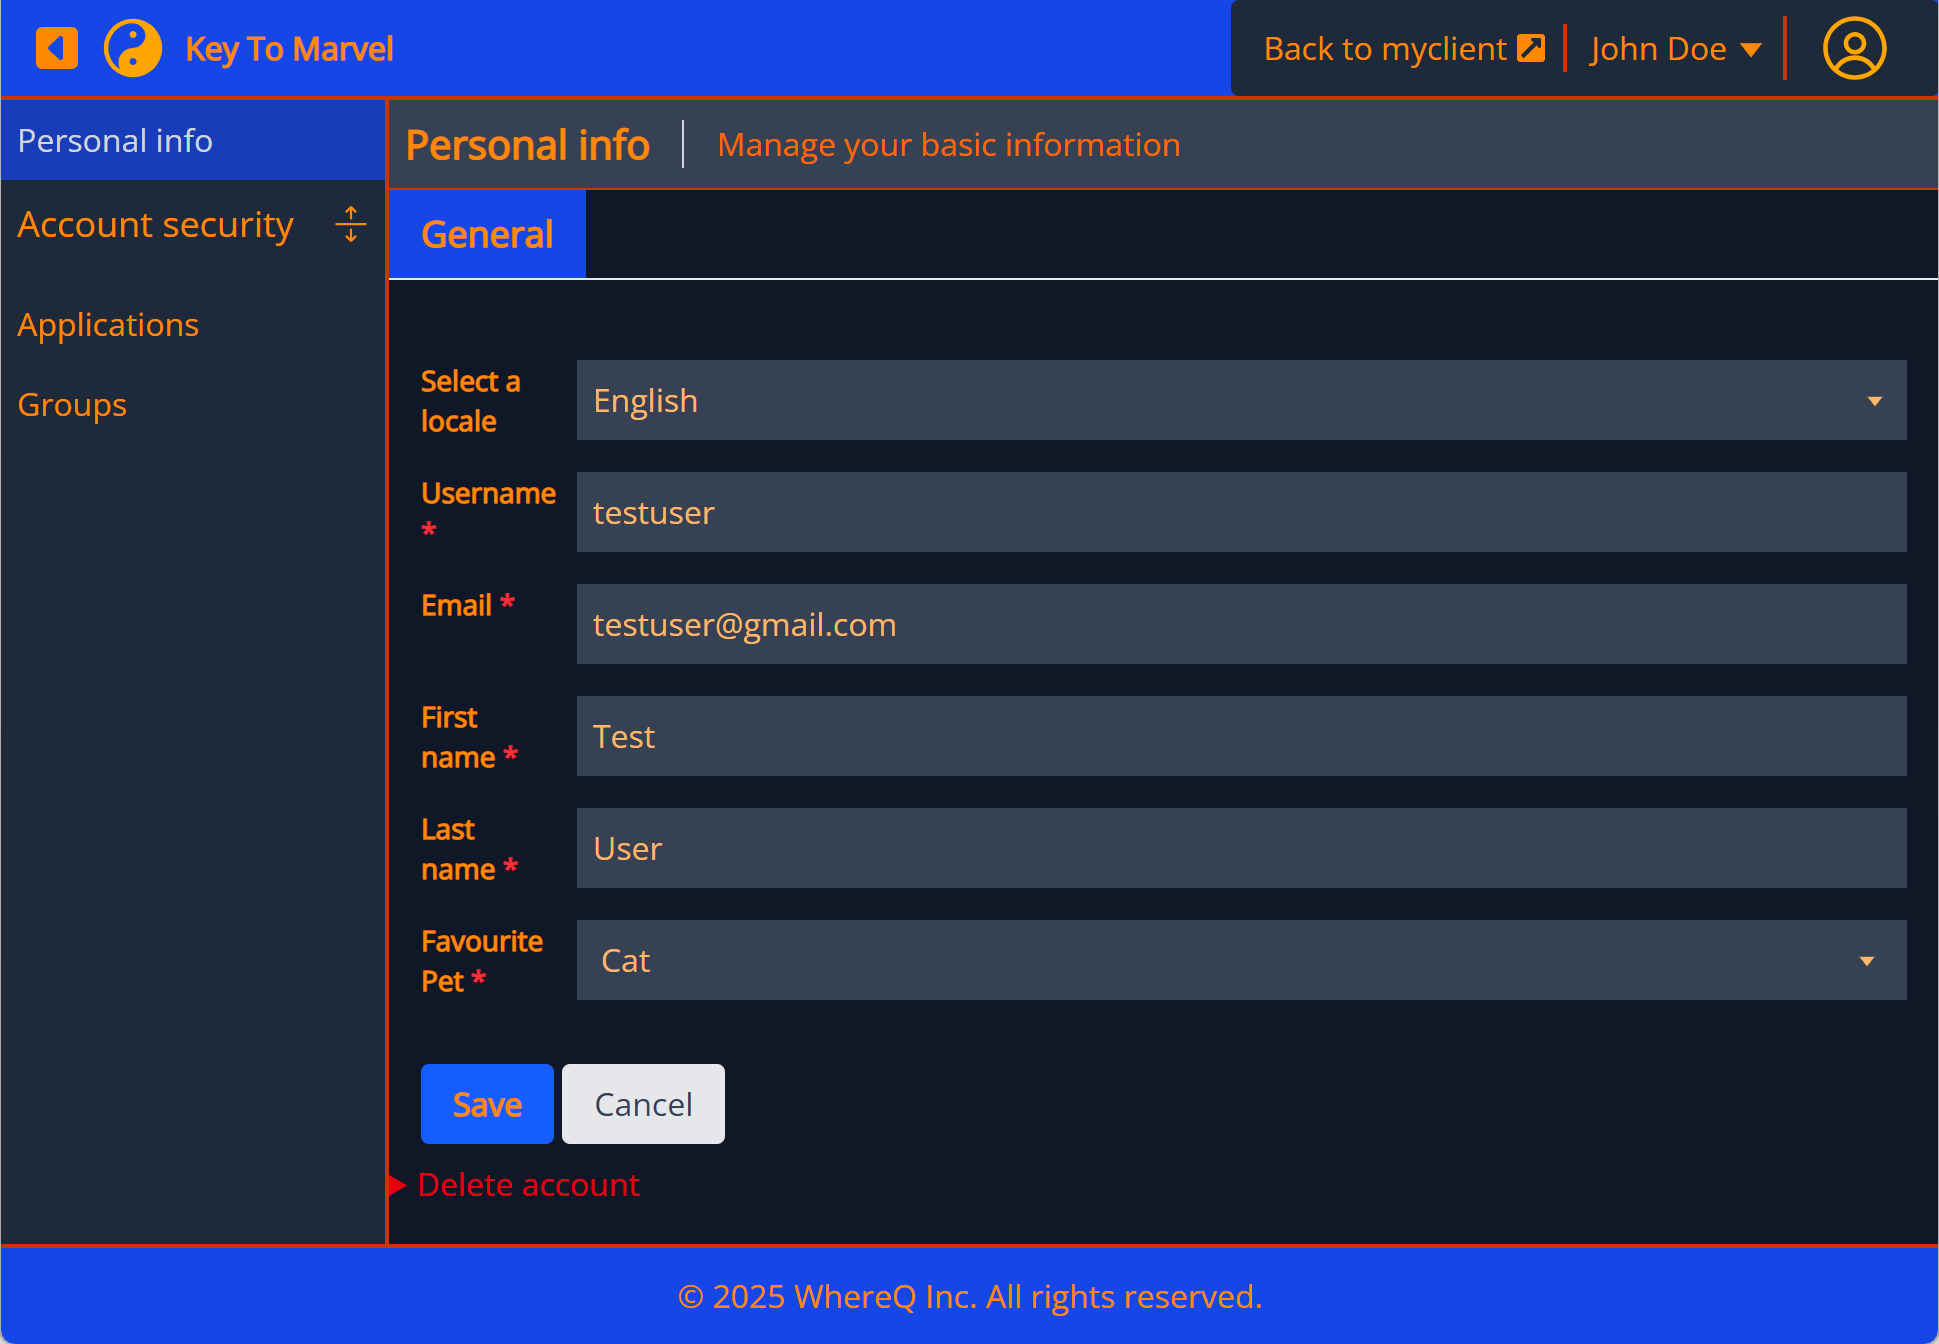 Key To Marvel
Back to myclient
John Doe
Personal info
Account security
Applications
Groups
Personal info
Manage your basic information
General
Select a
locale
English
Username
*
testuser
Email *
testuser@gmail.com
First
name *
Test
Last
name *
User
Favourite
Pet *
Cat
Save
Cancel
Delete account
© 2025 WhereQ Inc. All rights reserved.